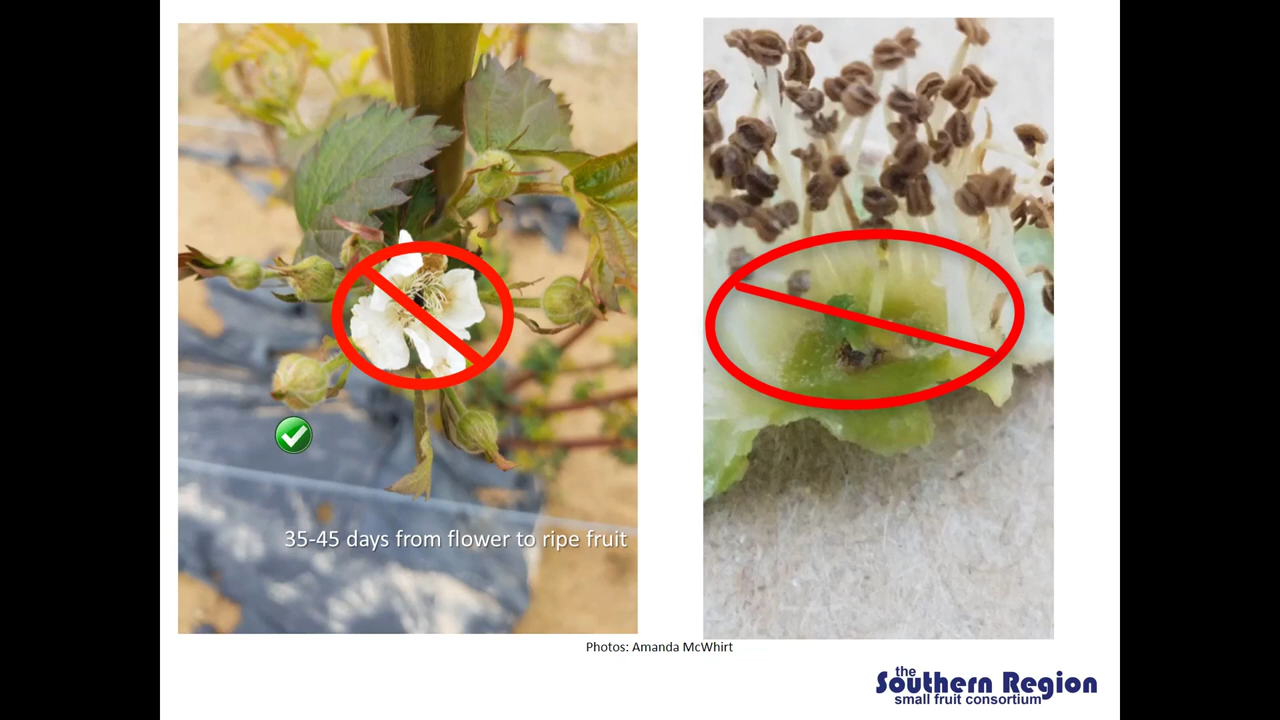 35-45 days from flower to ripe fruit
Photos: Amanda McWhirt
the
Southern Region
small fruit consortium